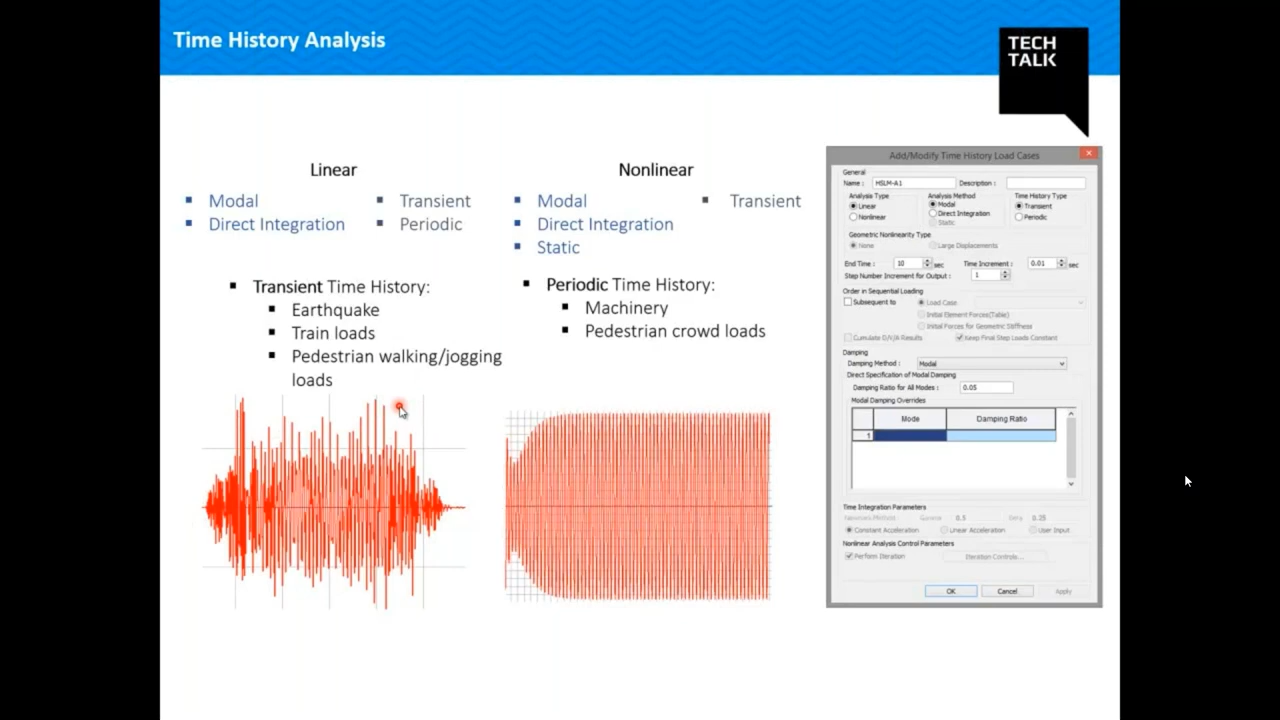 Time History Analysis
TECH
TALK
Linear
Modal
Direct Integration
Transient
Periodic
Nonlinear
Modal
Direct Integration
Static
Transient
Transient Time History:
Earthquake
Train loads
Pedestrian walking/jogging
loads
Periodic Time History:
Machinery
Pedestrian crowd loads
Add/Modify Time History Load Cases
General
Name : HSLM-A1 Description :
Analysis Type
Linear
Nonlinear
Analysis Method
Modal
Direct Integration
Static
Time History Type
Transient
Periodic
Geometric Nonlinearity Type
None Large Displacements
End Time : 10 sec Time Increment : 0.01 sec
Step Number Increment for Output : 1
Order in Sequential Loading
Subsequent to Load Case
Initial Element Forces(Table)
Initial Forces for Geometric Stiffness
Cumulate D/V/A Results Keep Final Step Loads Constant
Damping
Damping Method : Modal
Direct Specification of Modal Damping
Damping Ratio for All Modes : 0.05
Modal Damping Overrides
Mode Damping Ratio
1
Time Integration Parameters
Newmark Method: Gamma 0.5 0.25
Constant Acceleration Linear Acceleration User Input
Nonlinear Analysis Control Parameters
Perform Iteration Iteration Controls...
OK Cancel Apply